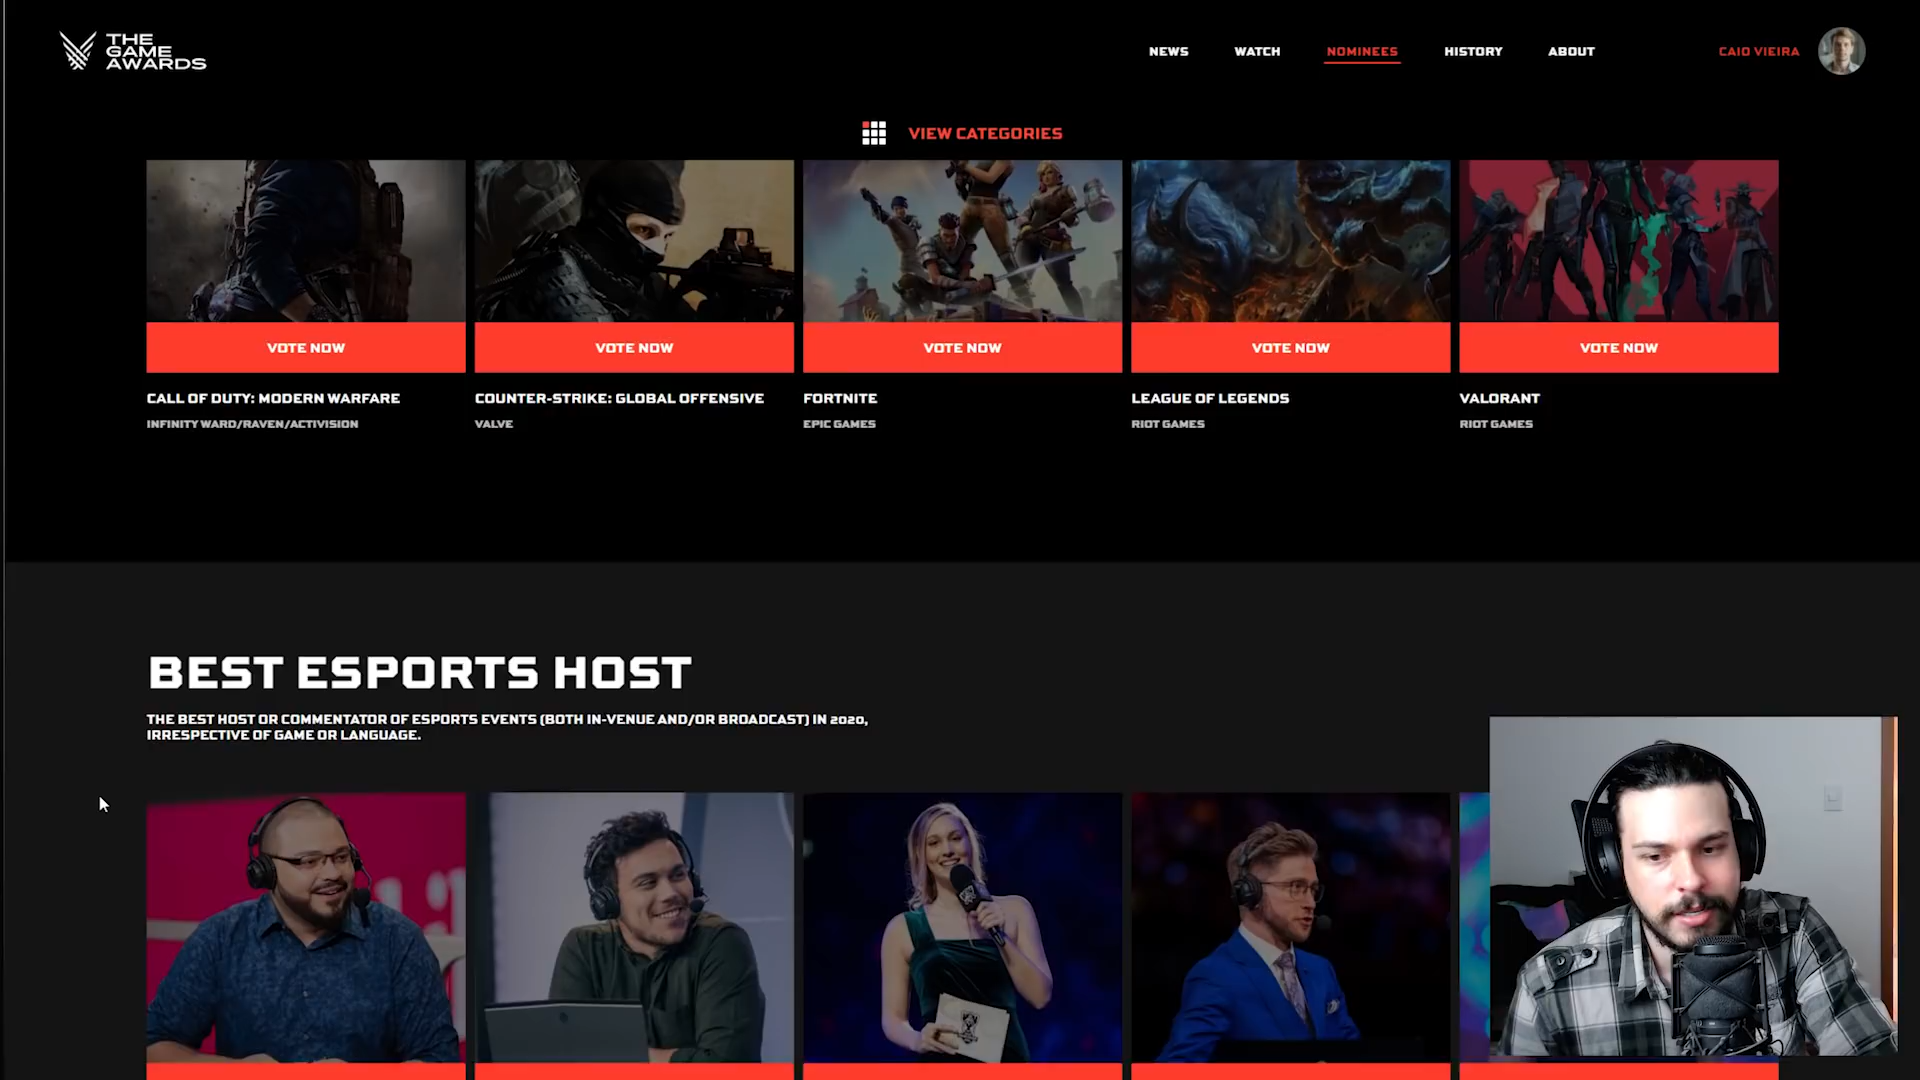 THE
GAME
AWARDS
NEWS
WATCH
NOMINEES
HISTORY
ABOUT
CAIO VIEIRA
VIEW CATEGORIES
VOTE NOW
VOTE NOW
VOTE NOW
VOTE NOW
VOTE NOW
CALL OF DUTY: MODERN WARFARE
INFINITY WARD/RAVEN/ACTIVISION
COUNTER-STRIKE: GLOBAL OFFENSIVE
VALVE
FORTNITE
EPIC GAMES
LEAGUE OF LEGENDS
RIOT GAMES
VALORANT
RIOT GAMES
BEST ESPORTS HOST
THE BEST HOST OR COMMENTATOR OF ESPORTS EVENTS (BOTH IN-VENUE AND/OR BROADCAST) IN 2020,
IRRESPECTIVE OF GAME OR LANGUAGE.